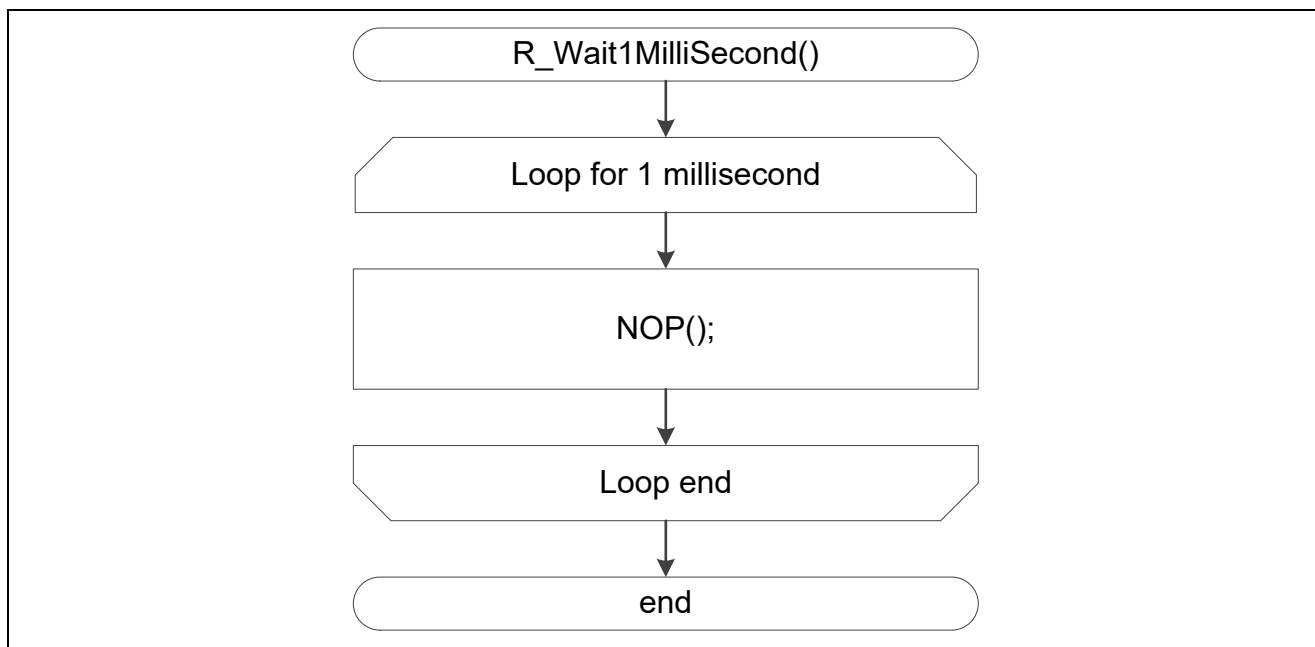 R_Wait1MilliSecond()
Loop for 1 millisecond
NOP();
Loop end
end